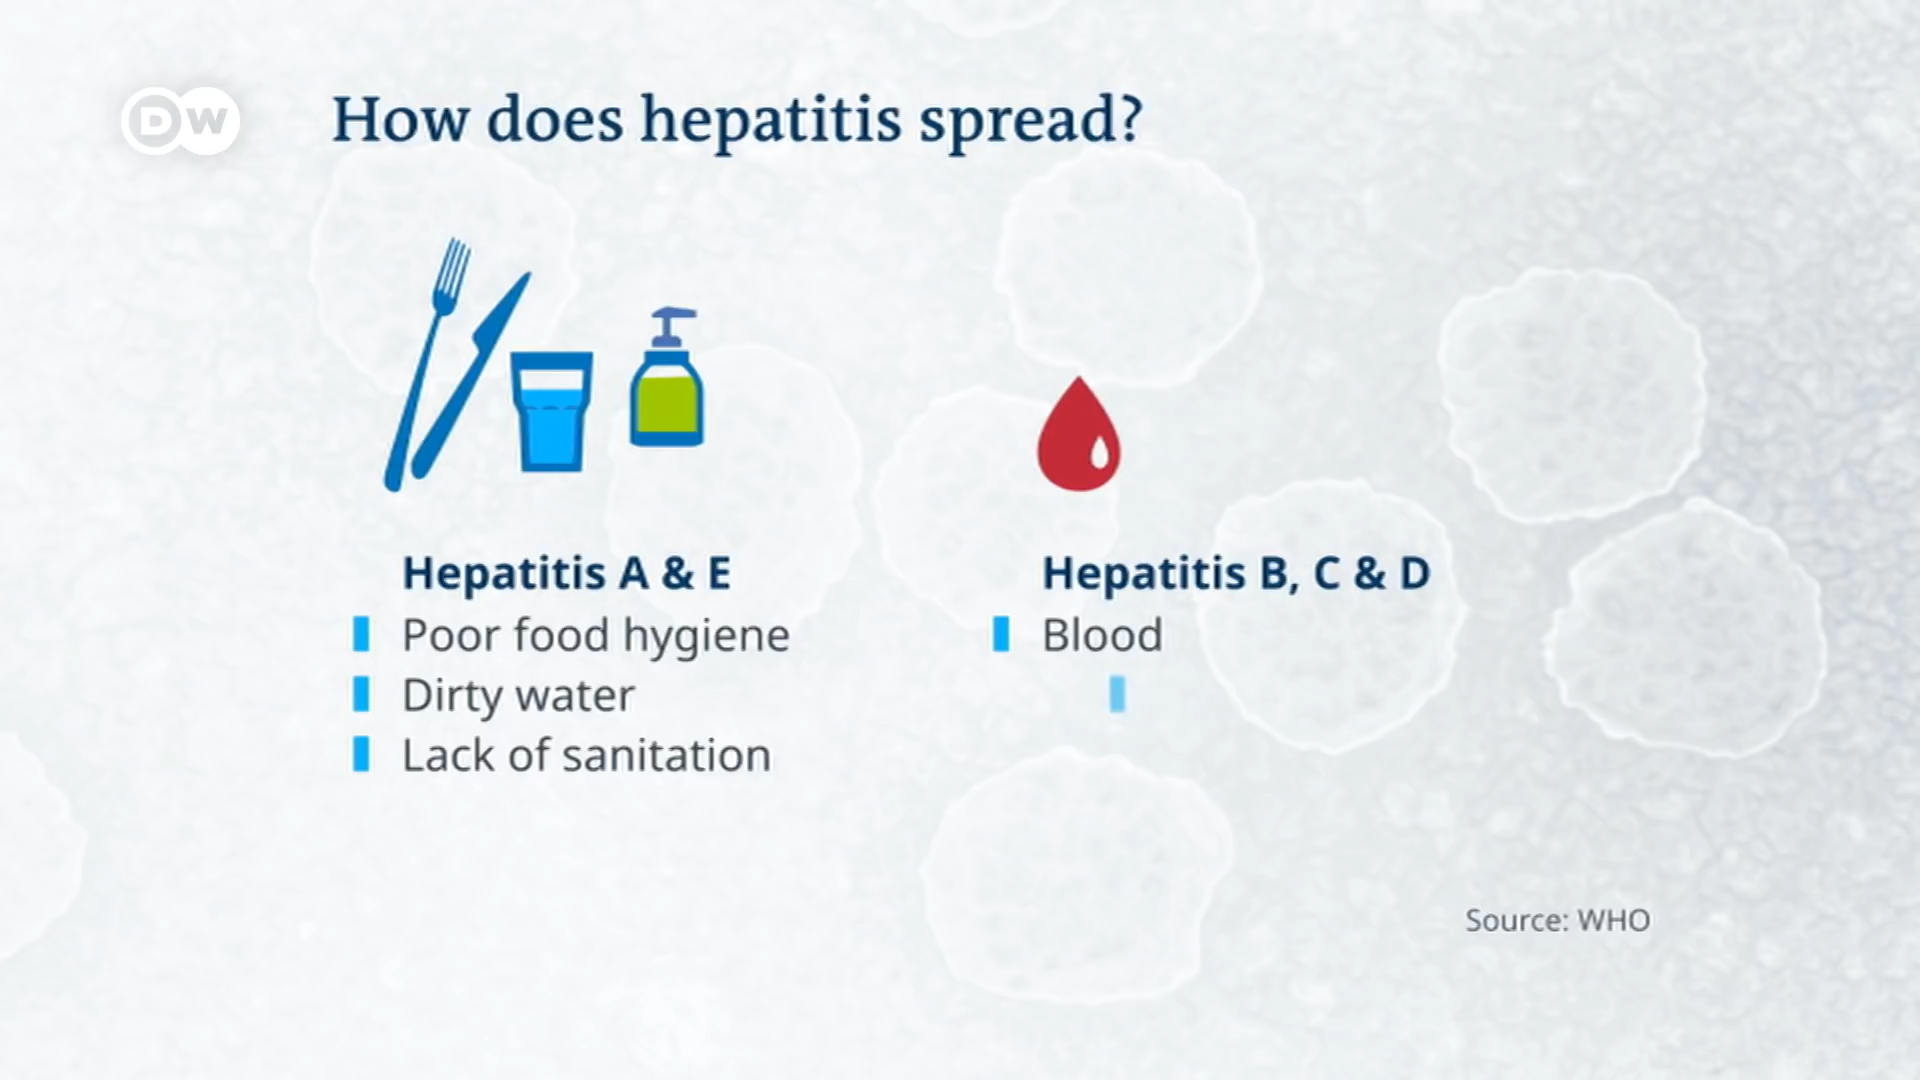 DW
How does hepatitis spread?
Hepatitis A & E
Poor food hygiene
Dirty water
Lack of sanitation
Hepatitis B, C & D
Blood
Source: WHO